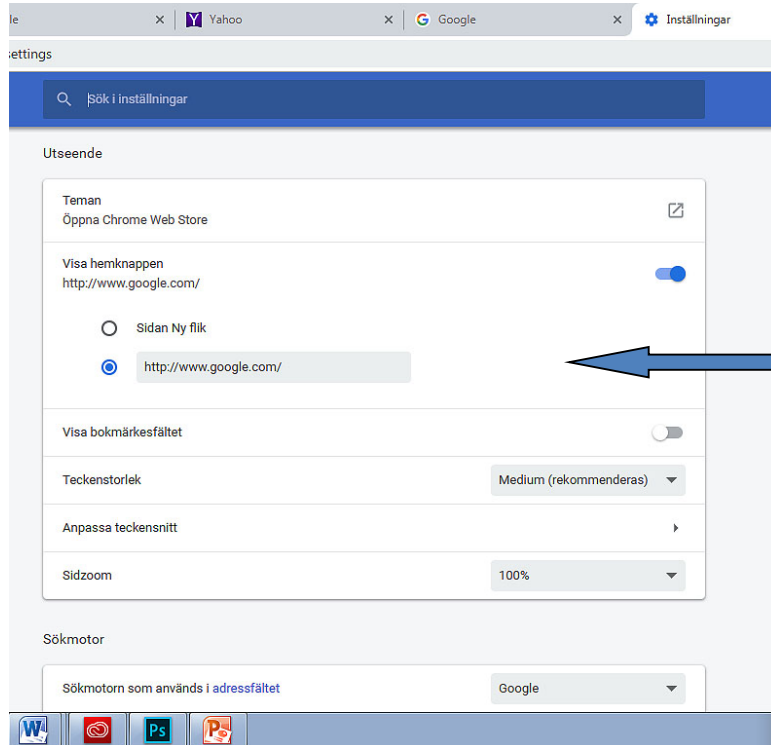 le
Yahoo
Google
Inställningar
settings
Sök i inställningar
Utseende
Teman
Öppna Chrome Web Store
Visa hemknappen
http://www.google.com/
Sidan Ny flik
http://www.google.com/
Visa bokmärkesfältet
Teckenstorlek Medium (rekommenderas)
Anpassa teckensnitt
Sidzoom 100%
Sökmotor
Sökmotorn som används i adressfältet Google
W Ps P